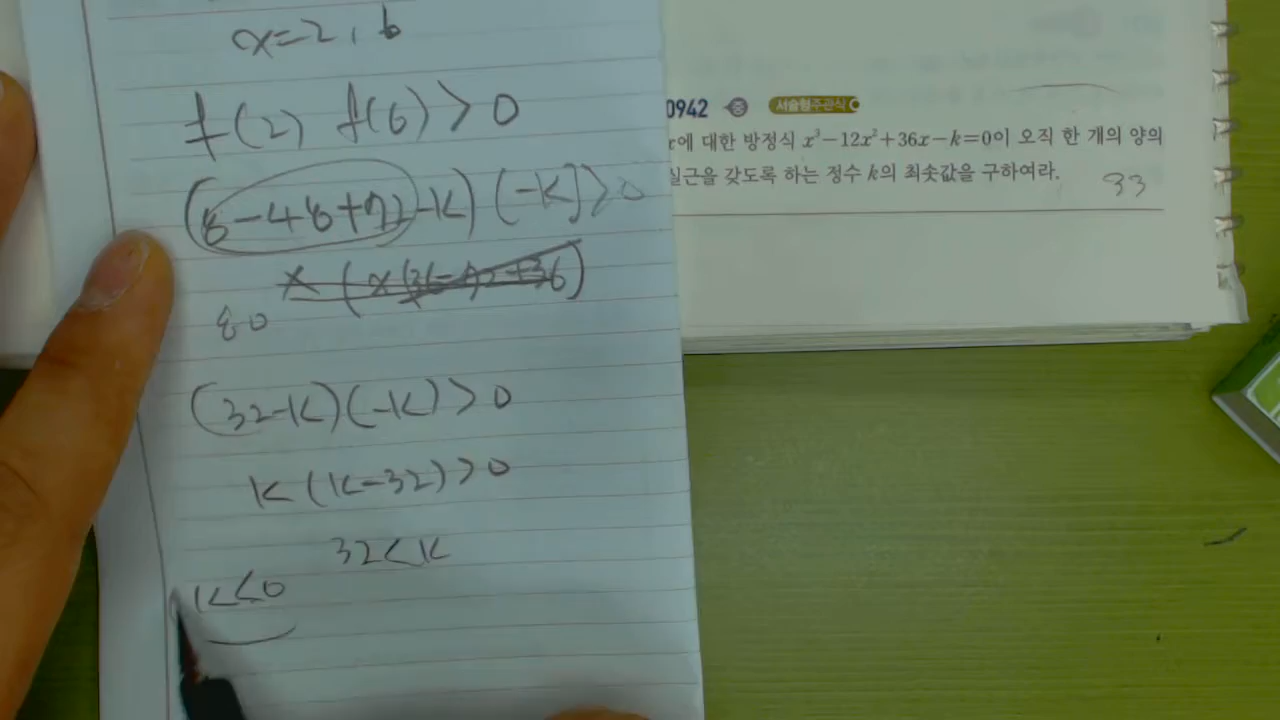 x=2, 6
f(2) f(6)>0
(8-48+72-k)(-k)>0
80
(32-k)(-k)>0
k(k-32)>0
32<k
k<0
0942 중 서술형주관식
x에 대한 방정식 x³-12x²+36x-k=0이 오직 한 개의 양의
실근을 갖도록 하는 정수 k의 최솟값을 구하여라.
33